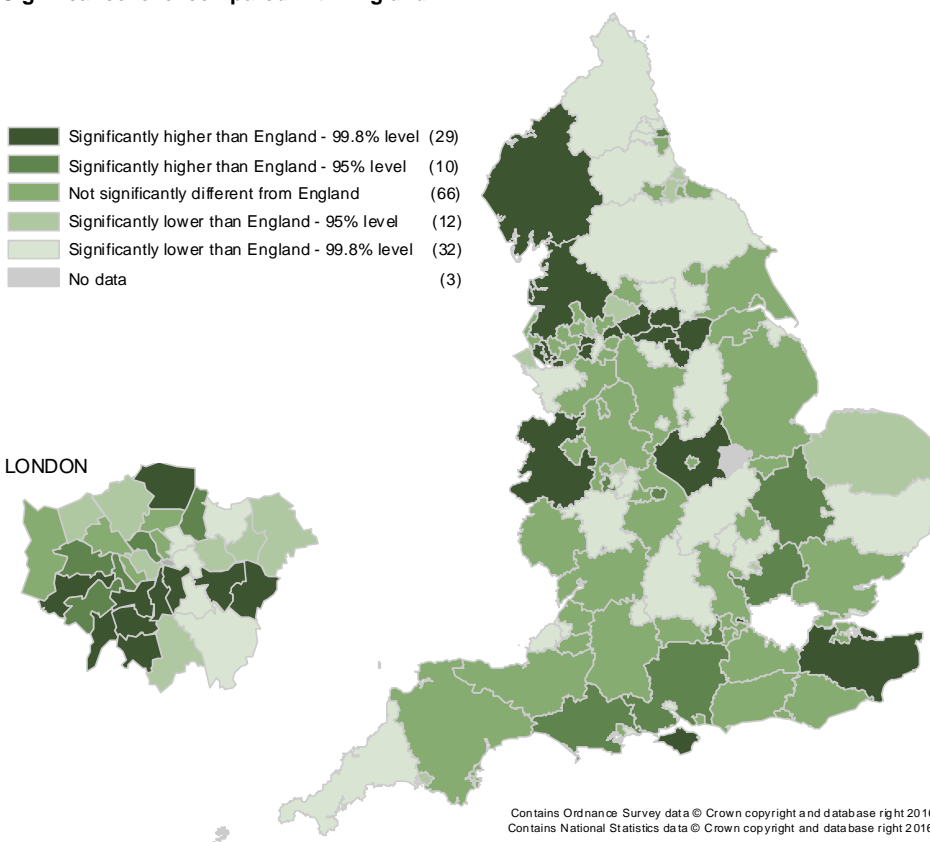 Significantly higher than England - 99.8% level (29)
Significantly higher than England - 95% level (10)
Not significantly different from England (66)
Significantly lower than England - 95% level (12)
Significantly lower than England - 99.8% level (32)
No data (3)
LONDON
Contains Ordnance Survey data © Crown copyright and database right 2016
Contains National Statistics data © Crown copyright and database right 2016